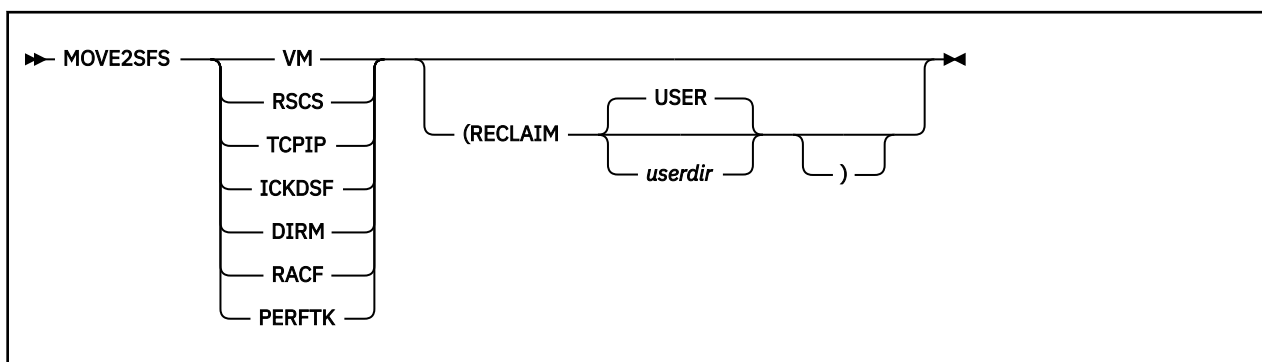 MOVE2SFS VM
RSCS
USER
TCPIP (RECLAIM
userdir )
ICKDSF
DIRM
RACF
PERFTK